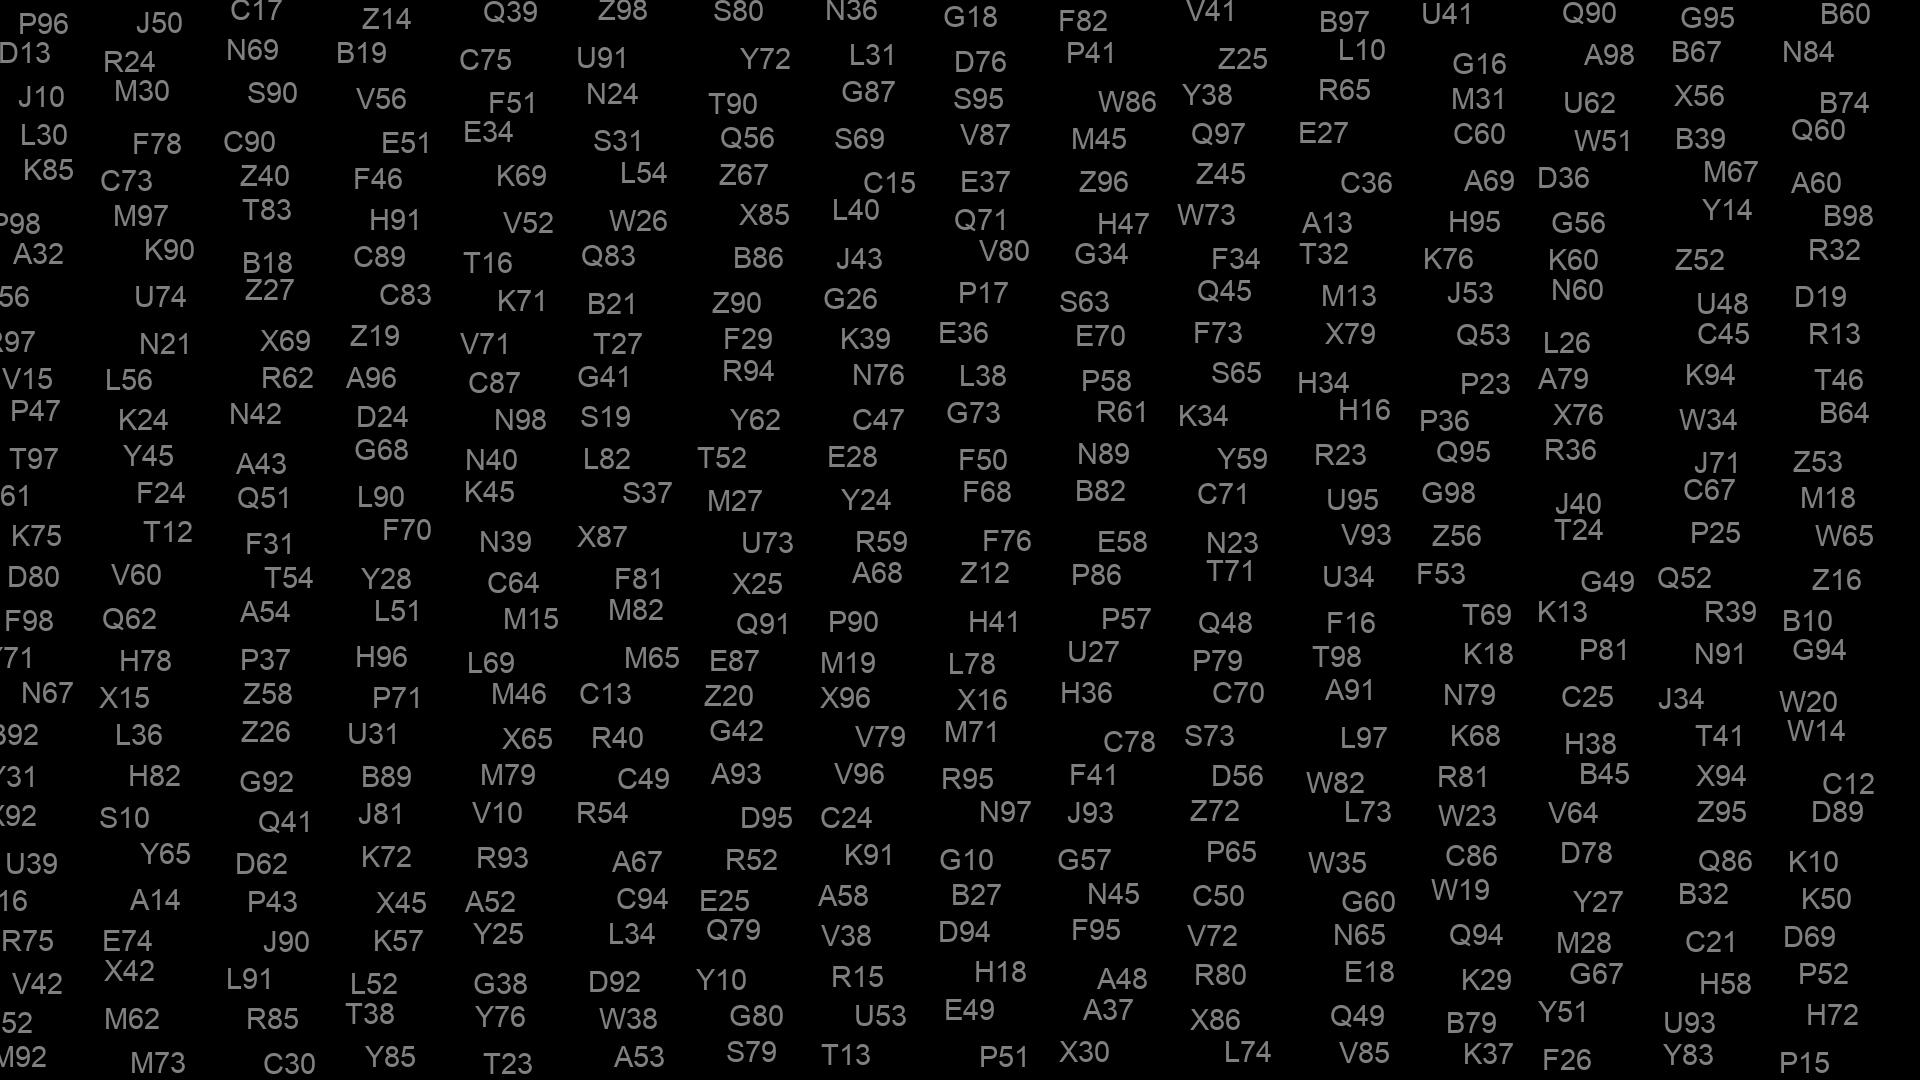 P96 J50 C17 Z14 Q39 Z98 S80 N36 G18 F82 V41 B97 U41 Q90 G95 B60
D13 R24 N69 B19 C75 U91 Y72 L31 D76 P41 Z25 L10 G16 A98 B67 N84
J10 M30 S90 V56 F51 N24 T90 G87 S95 W86 Y38 R65 M31 U62 X56 B74
L30 F78 C90 E51 E34 S31 Q56 S69 V87 M45 Q97 E27 C60 W51 B39 Q60
K85 C73 Z40 F46 K69 L54 Z67 C15 E37 Z96 Z45 C36 A69 D36 M67 A60
P98 M97 T83 H91 V52 W26 X85 L40 Q71 H47 W73 A13 H95 G56 Y14 B98
A32 K90 B18 C89 T16 Q83 B86 J43 V80 G34 F34 T32 K76 K60 Z52 R32
56 U74 Z27 C83 K71 B21 Z90 G26 P17 S63 Q45 M13 J53 N60 U48 D19
97 N21 X69 Z19 V71 T27 F29 K39 E36 E70 F73 X79 Q53 L26 C45 R13
V15 L56 R62 A96 C87 G41 R94 N76 L38 P58 S65 H34 P23 A79 K94 T46
P47 K24 N42 D24 N98 S19 Y62 C47 G73 R61 K34 H16 P36 X76 W34 B64
T97 Y45 A43 G68 N40 L82 T52 E28 F50 N89 Y59 R23 Q95 R36 J71 Z53
61 F24 Q51 L90 K45 S37 M27 Y24 F68 B82 C71 U95 G98 J40 C67 M18
K75 T12 F31 F70 N39 X87 U73 R59 F76 E58 N23 V93 Z56 T24 P25 W65
D80 V60 T54 Y28 C64 F81 X25 A68 Z12 P86 T71 U34 F53 G49 Q52 Z16
F98 Q62 A54 L51 M15 M82 Q91 P90 H41 P57 Q48 F16 T69 K13 R39 B10
71 H78 P37 H96 L69 M65 E87 M19 L78 U27 P79 T98 K18 P81 N91 G94
N67 X15 Z58 P71 M46 C13 Z20 X96 X16 H36 C70 A91 N79 C25 J34 W20
92 L36 Z26 U31 X65 R40 G42 V79 M71 C78 S73 L97 K68 H38 T41 W14
31 H82 G92 B89 M79 C49 A93 V96 R95 F41 D56 W82 R81 B45 X94 C12
92 S10 Q41 J81 V10 R54 D95 C24 N97 J93 Z72 L73 W23 V64 Z95 D89
U39 Y65 D62 K72 R93 A67 R52 K91 G10 G57 P65 W35 C86 D78 Q86 K10
16 A14 P43 X45 A52 C94 E25 A58 B27 N45 C50 G60 W19 Y27 B32 K50
R75 E74 J90 K57 Y25 L34 Q79 V38 D94 F95 V72 N65 Q94 M28 C21 D69
V42 X42 L91 L52 G38 D92 Y10 R15 H18 A48 R80 E18 K29 G67 H58 P52
52 M62 R85 T38 Y76 W38 G80 U53 E49 A37 X86 Q49 B79 Y51 U93 H72
M92 M73 C30 Y85 T23 A53 S79 T13 P51 X30 L74 V85 K37 F26 Y83 P15